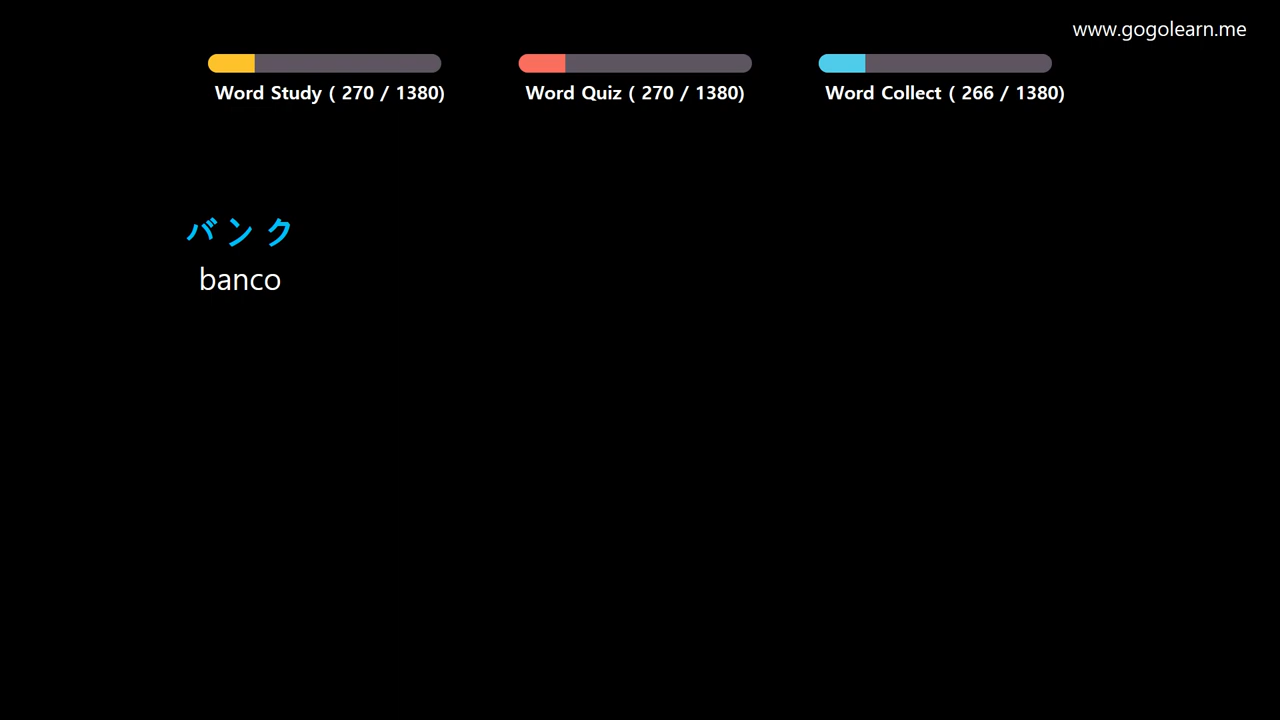 www.gogolearn.me
Word Study ( 270 / 1380)
Word Quiz ( 270 / 1380)
Word Collect ( 266 / 1380)
バンク
banco